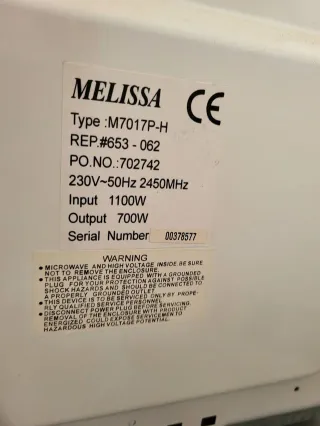 MELISSA CE
Type :M7017P-H
REP.#653 - 062
PO.NO.:702742
230V~50Hz 2450MHz
Input 1100W
Output 700W
Serial Number 00378577
WARNING
• MICROWAVE AND HIGH VOLTAGE INSIDE. BE SURE
NOT TO REMOVE THE ENCLOSURE.
• THIS APPLIANCE IS EQUIPPED WITH A GROUNDED
PLUG FOR YOUR PROTECTION AGAINST POSSIBLE
SHOCK HAZARDS AND SHOULD BE CONNECTED TO
A PROPERLY GROUNDED OUTLET
• THIS DEVICE IS TO BE SERVICED ONLY BY PROPE-
RLY QUALIFIED SERVICE PERSONNEL.
• DISCONNECT POWER PLUG BEFORE SERVICING.
REMOVAL OF THE ENCLOSURE WITH PRODUCT
ENERGIZED COULD EXPOSE SERVICEMEN TO
HAZARDOUS HIGH VOLTAGE POTENTIAL.